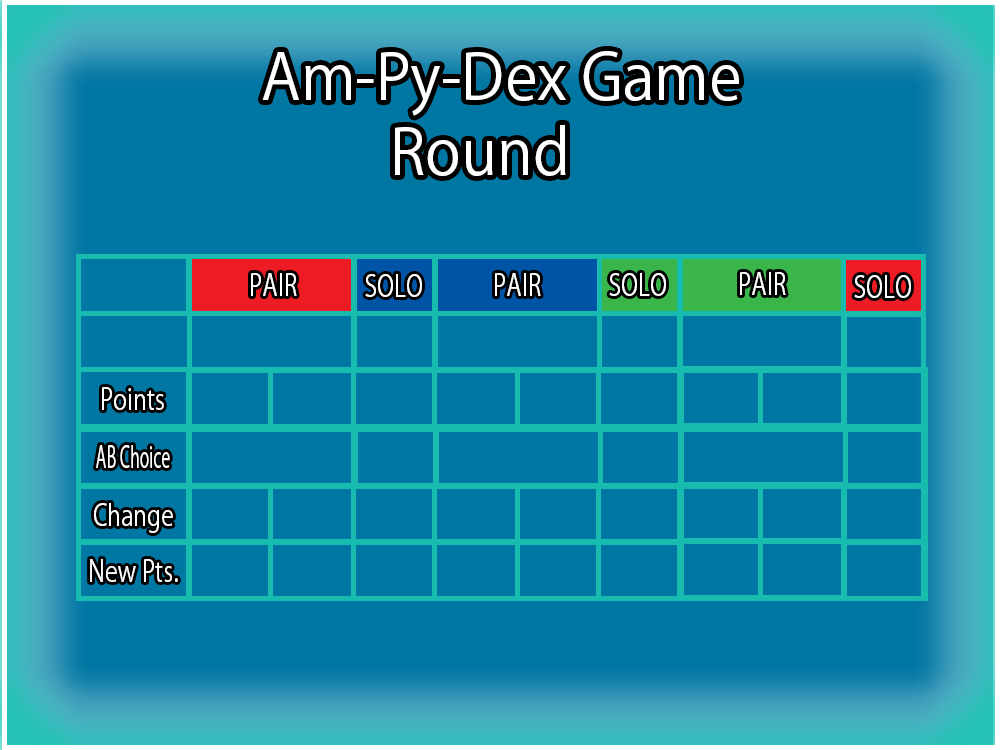 Am-Py-Dex Game
Round
PAIR SOLO PAIR SOLO PAIR SOLO
Points
AB Choice
Change
New Pts.